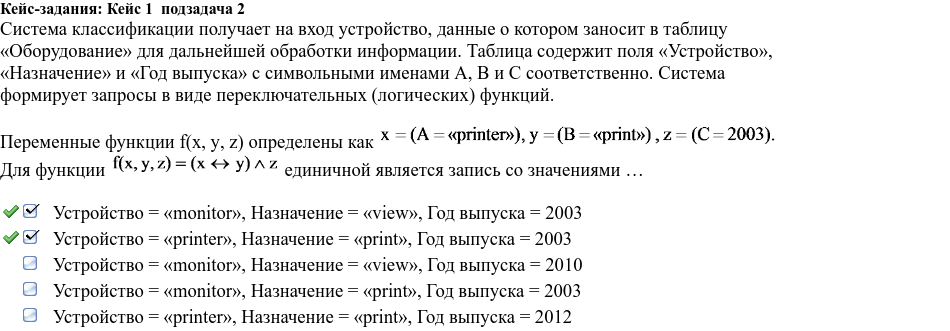 Кейс-задания: Кейс 1 подзадача 2
Система классификации получает на вход устройство, данные о котором заносит в таблицу
«Оборудование» для дальнейшей обработки информации. Таблица содержит поля «Устройство»,
«Назначение» и «Год выпуска» с символьными именами A, B и C соответственно. Система
формирует запросы в виде переключательных (логических) функций.
Переменные функции f(x, y, z) определены как x = (A = «printer»), y = (B = «print») , z = (C = 2003).
Для функции f(x, y, z) = (x ↔ y) ∧ z единичной является запись со значениями …
Устройство = «monitor», Назначение = «view», Год выпуска = 2003
Устройство = «printer», Назначение = «print», Год выпуска = 2003
Устройство = «monitor», Назначение = «view», Год выпуска = 2010
Устройство = «monitor», Назначение = «print», Год выпуска = 2003
Устройство = «printer», Назначение = «print», Год выпуска = 2012